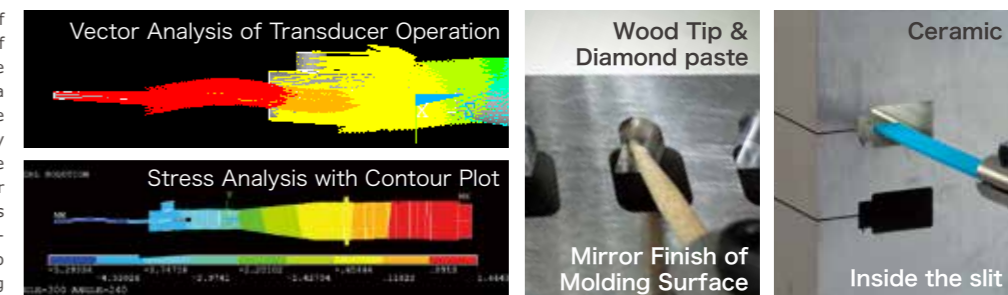 f
f
e
a
e
y
e
r
s
-
o
g
Vector Analysis of Transducer Operation
X
Stress Analysis with Contour Plot
MX
Wood Tip &
Diamond paste
Mirror Finish of
Molding Surface
Ceramic
Inside the slit